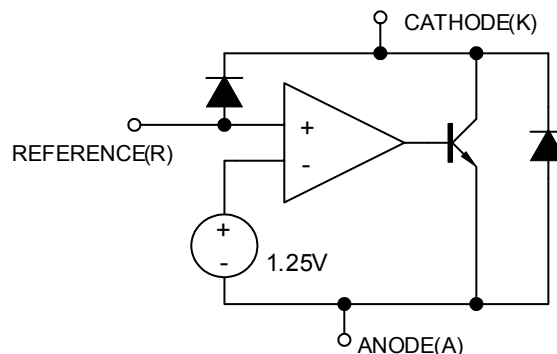 CATHODE(K)
+
REFERENCE(R)
-
+
-
1.25V
ANODE(A)